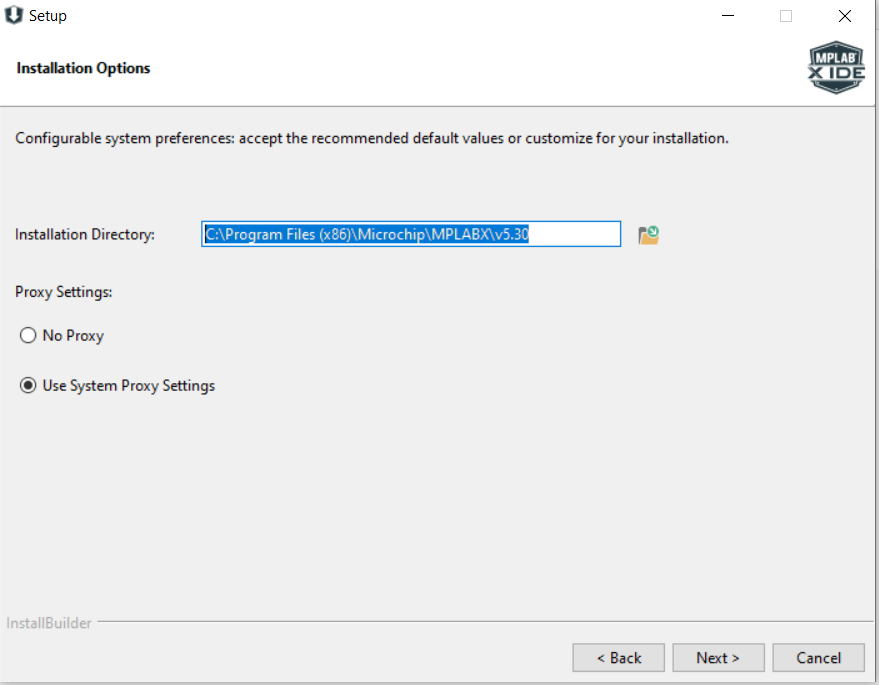 Setup
Installation Options
MPLAB
X IDE
Configurable system preferences: accept the recommended default values or customize for your installation.
Installation Directory: C:\Program Files (x86)\Microchip\MPLABX\v5.30
Proxy Settings:
No Proxy
Use System Proxy Settings
InstallBuilder
< Back Next > Cancel